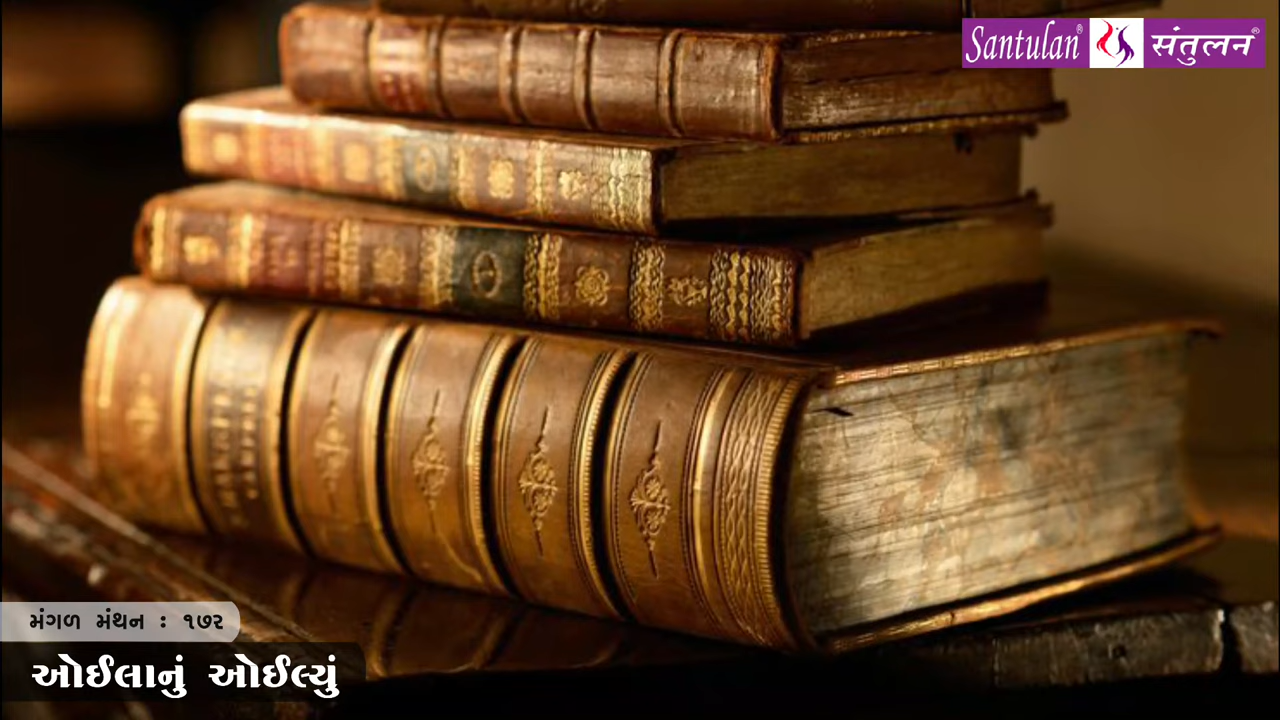 Santulan® संतुलन®
મંગળ મંથન : ૧૭૨
ઓઈલાનું ઓઈલ્યું